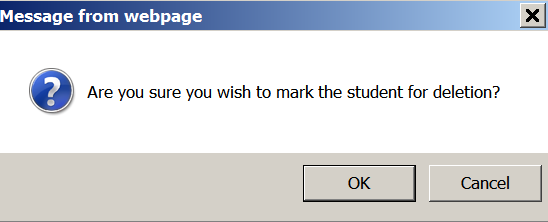 Message from webpage
Are you sure you wish to mark the student for deletion?
OK
Cancel